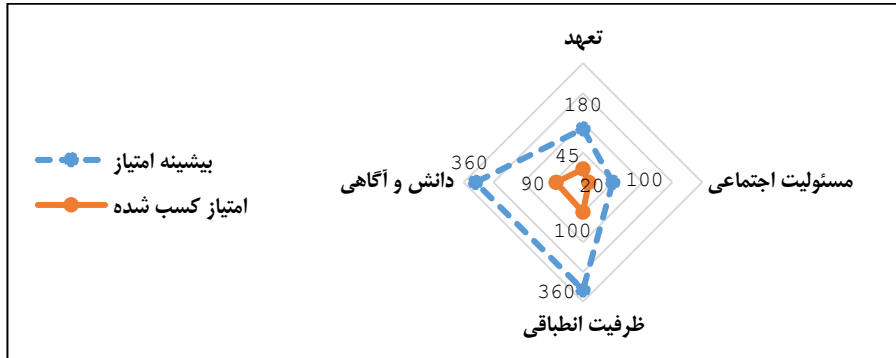 تعهد
180
45
مسئولیت اجتماعی
100
20
دانش و آگاهی
360
90
100
360
ظرفیت انطباقی
بیشینه امتیاز
امتیاز کسب شده